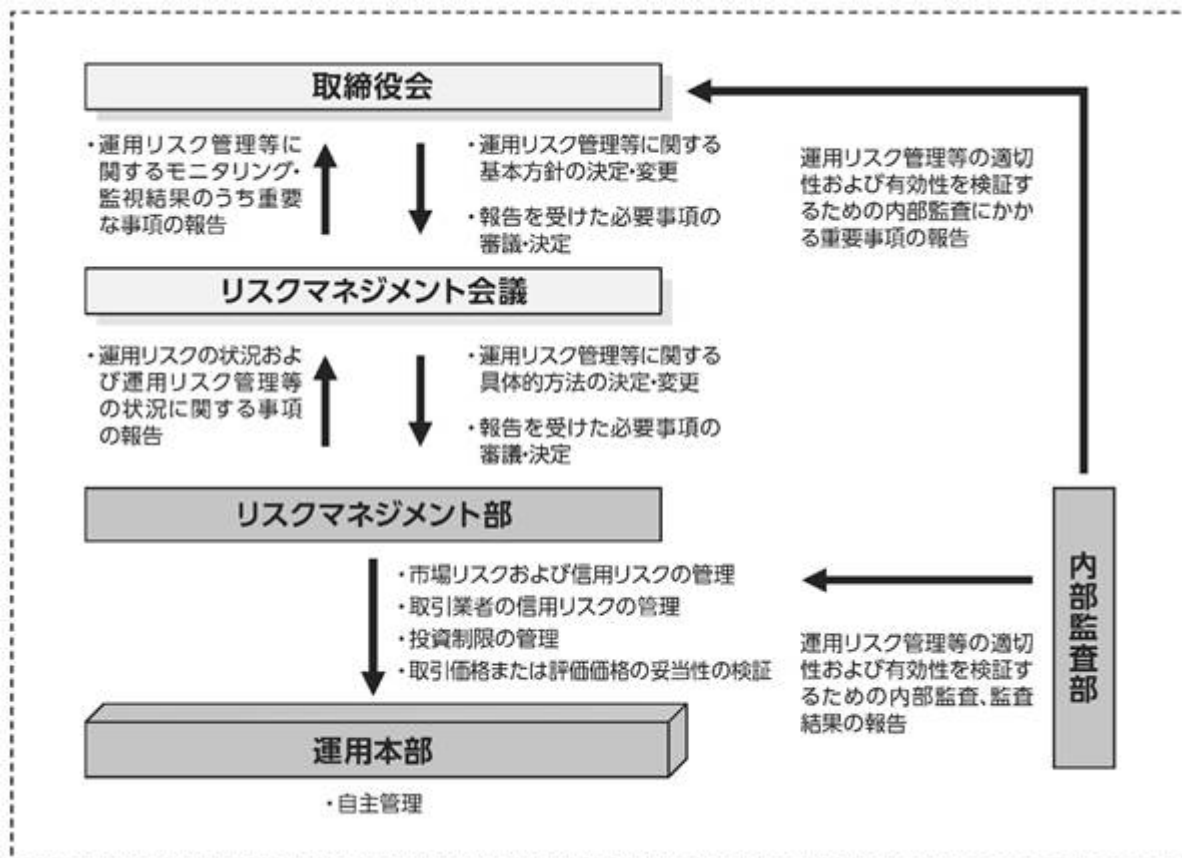 取締役会
・運用リスク管理等に
関するモニタリング・
監視結果のうち重要
な事項の報告
・運用リスク管理等に関する
基本方針の決定・変更
・報告を受けた必要事項の
審議・決定
運用リスク管理等の適切
性および有効性を検証す
るための内部監査にかか
る重要事項の報告
リスクマネジメント会議
・運用リスクの状況およ
び運用リスク管理等
の状況に関する事項
の報告
・運用リスク管理等に関する
具体的方法の決定・変更
・報告を受けた必要事項の
審議・決定
リスクマネジメント部
・市場リスクおよび信用リスクの管理
・取引業者の信用リスクの管理
・投資制限の管理
・取引価格または評価価格の妥当性の検証
内部監査部
運用リスク管理等の適切
性および有効性を検証す
るための内部監査、監査
結果の報告
運用本部
・自主管理